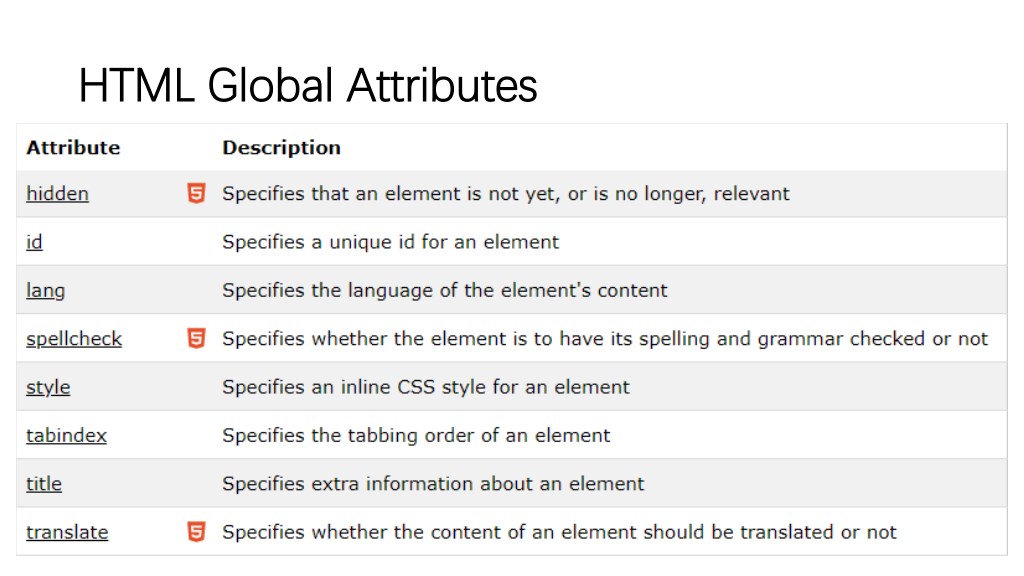 HTML Global Attributes
Attribute Description
hidden 5 Specifies that an element is not yet, or is no longer, relevant
id Specifies a unique id for an element
lang Specifies the language of the element's content
spellcheck 5 Specifies whether the element is to have its spelling and grammar checked or not
style Specifies an inline CSS style for an element
tabindex Specifies the tabbing order of an element
title Specifies extra information about an element
translate 5 Specifies whether the content of an element should be translated or not